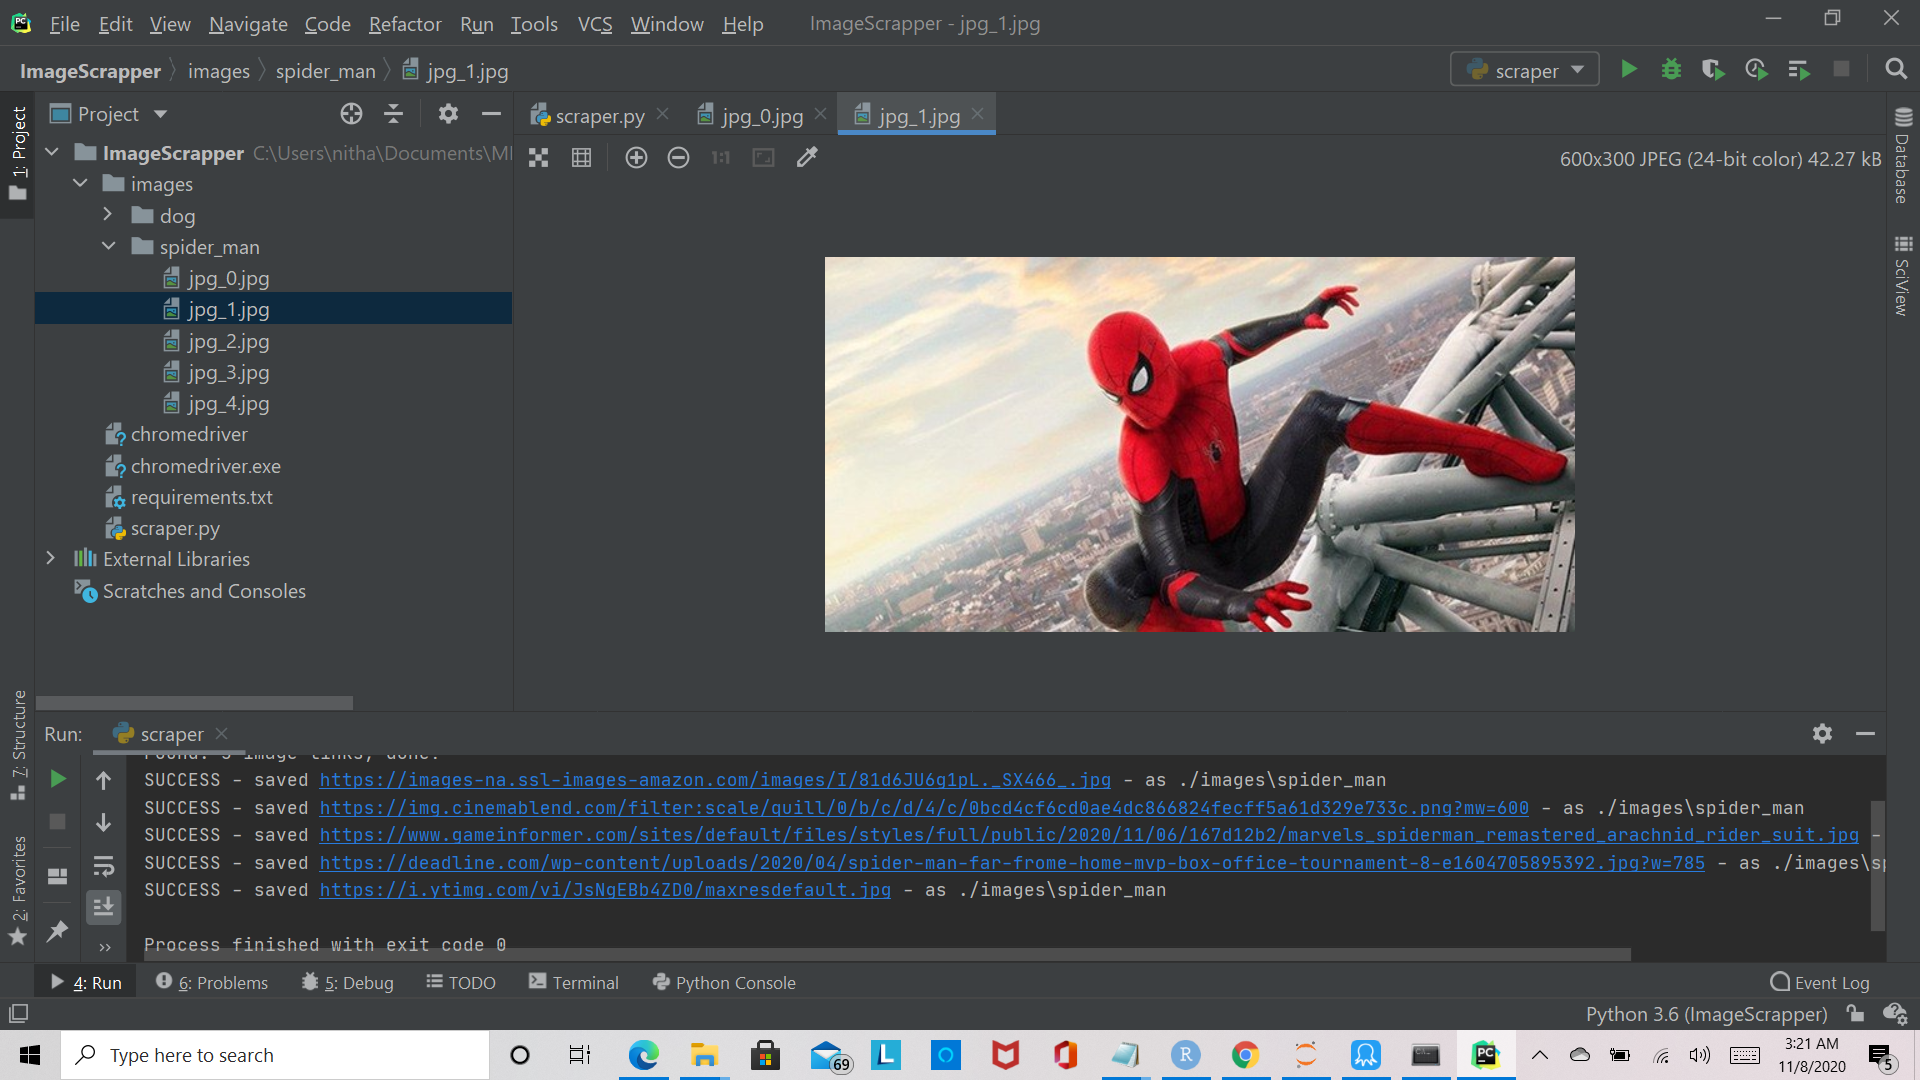 File Edit View Navigate Code Refactor Run Tools VCS Window Help ImageScrapper - jpg_1.jpg
ImageScrapper images spider_man jpg_1.jpg scraper
1: Project
Project
scraper.py jpg_0.jpg jpg_1.jpg
ImageScrapper C:\Users\nitha\Documents\
1:1 600x300 JPEG (24-bit color) 42.27 kB
images
dog
spider_man
jpg_0.jpg
jpg_1.jpg
jpg_2.jpg
jpg_3.jpg
jpg_4.jpg
chromedriver
chromedriver.exe
requirements.txt
scraper.py
External Libraries
Scratches and Consoles
Database
SciView
7: Structure
2: Favorites
Run: scraper
SUCCESS - saved https://images-na.ssl-images-amazon.com/images/I/81d6JU6g1pL._SX466_.jpg - as ./images\spider_man
SUCCESS - saved https://img.cinemablend.com/filter:scale/quill/0/b/c/d/4/c/0bcd4cf6cd0ae4dc866824fecff5a61d329e733c.png?mw=600 - as ./images\spider_man
SUCCESS - saved https://www.gameinformer.com/sites/default/files/styles/full/public/2020/11/06/167d12b2/marvels_spiderman_remastered_arachnid_rider_suit.jpg -
SUCCESS - saved https://deadline.com/wp-content/uploads/2020/04/spider-man-far-frome-home-mvp-box-office-tournament-8-e1604705895392.jpg?w=785 - as ./images\sp
SUCCESS - saved https://i.ytimg.com/vi/JsNgEBb4ZD0/maxresdefault.jpg - as ./images\spider_man
Process finished with exit code 0
4: Run 6: Problems 5: Debug TODO Terminal Python Console Event Log
Python 3.6 (ImageScrapper)
Type here to search
69
L
R
PC
3:21 AM
11/8/2020
5